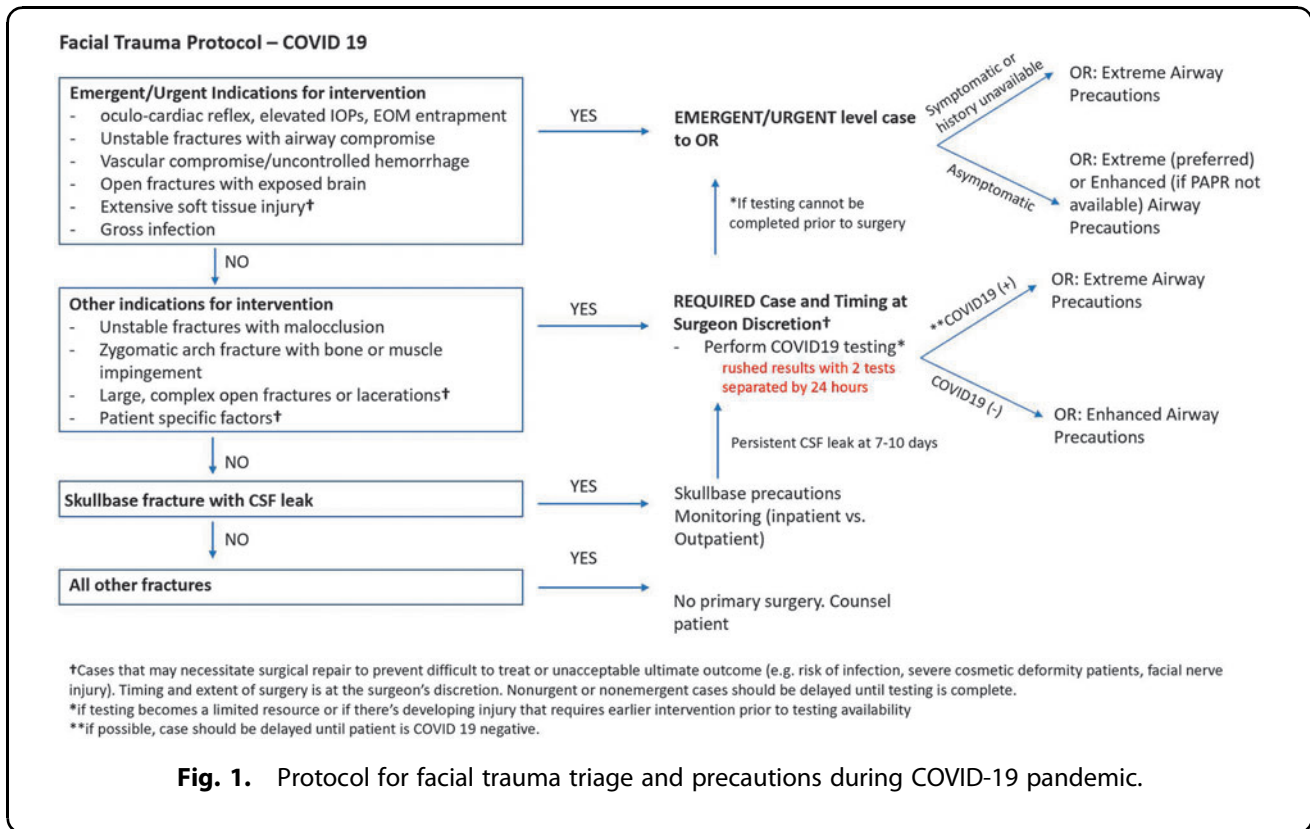 Facial Trauma Protocol – COVID 19
Emergent/Urgent Indications for intervention
- oculo-cardiac reflex, elevated IOPs, EOM entrapment
- Unstable fractures with airway compromise
- Vascular compromise/uncontrolled hemorrhage
- Open fractures with exposed brain
- Extensive soft tissue injury†
- Gross infection
YES
EMERGENT/URGENT level case
to OR
Symptomatic or
history unavailable
OR: Extreme Airway
Precautions
Asymptomatic
OR: Extreme (preferred)
or Enhanced (if PAPR not
available) Airway
Precautions
*If testing cannot be
completed prior to surgery
NO
Other indications for intervention
- Unstable fractures with malocclusion
- Zygomatic arch fracture with bone or muscle
impingement
- Large, complex open fractures or lacerations†
- Patient specific factors†
YES
REQUIRED Case and Timing at
Surgeon Discretion†
- Perform COVID19 testing*
rushed results with 2 tests
separated by 24 hours
**COVID19 (+)
OR: Extreme Airway
Precautions
COVID19 (-)
OR: Enhanced Airway
Precautions
Persistent CSF leak at 7-10 days
NO
Skullbase fracture with CSF leak
YES
Skullbase precautions
Monitoring (inpatient vs.
Outpatient)
NO
All other fractures
YES
No primary surgery. Counsel
patient
†Cases that may necessitate surgical repair to prevent difficult to treat or unacceptable ultimate outcome (e.g. risk of infection, severe cosmetic deformity patients, facial nerve
injury). Timing and extent of surgery is at the surgeon's discretion. Nonurgent or nonemergent cases should be delayed until testing is complete.
*if testing becomes a limited resource or if there's developing injury that requires earlier intervention prior to testing availability
**if possible, case should be delayed until patient is COVID 19 negative.
Fig. 1. Protocol for facial trauma triage and precautions during COVID-19 pandemic.